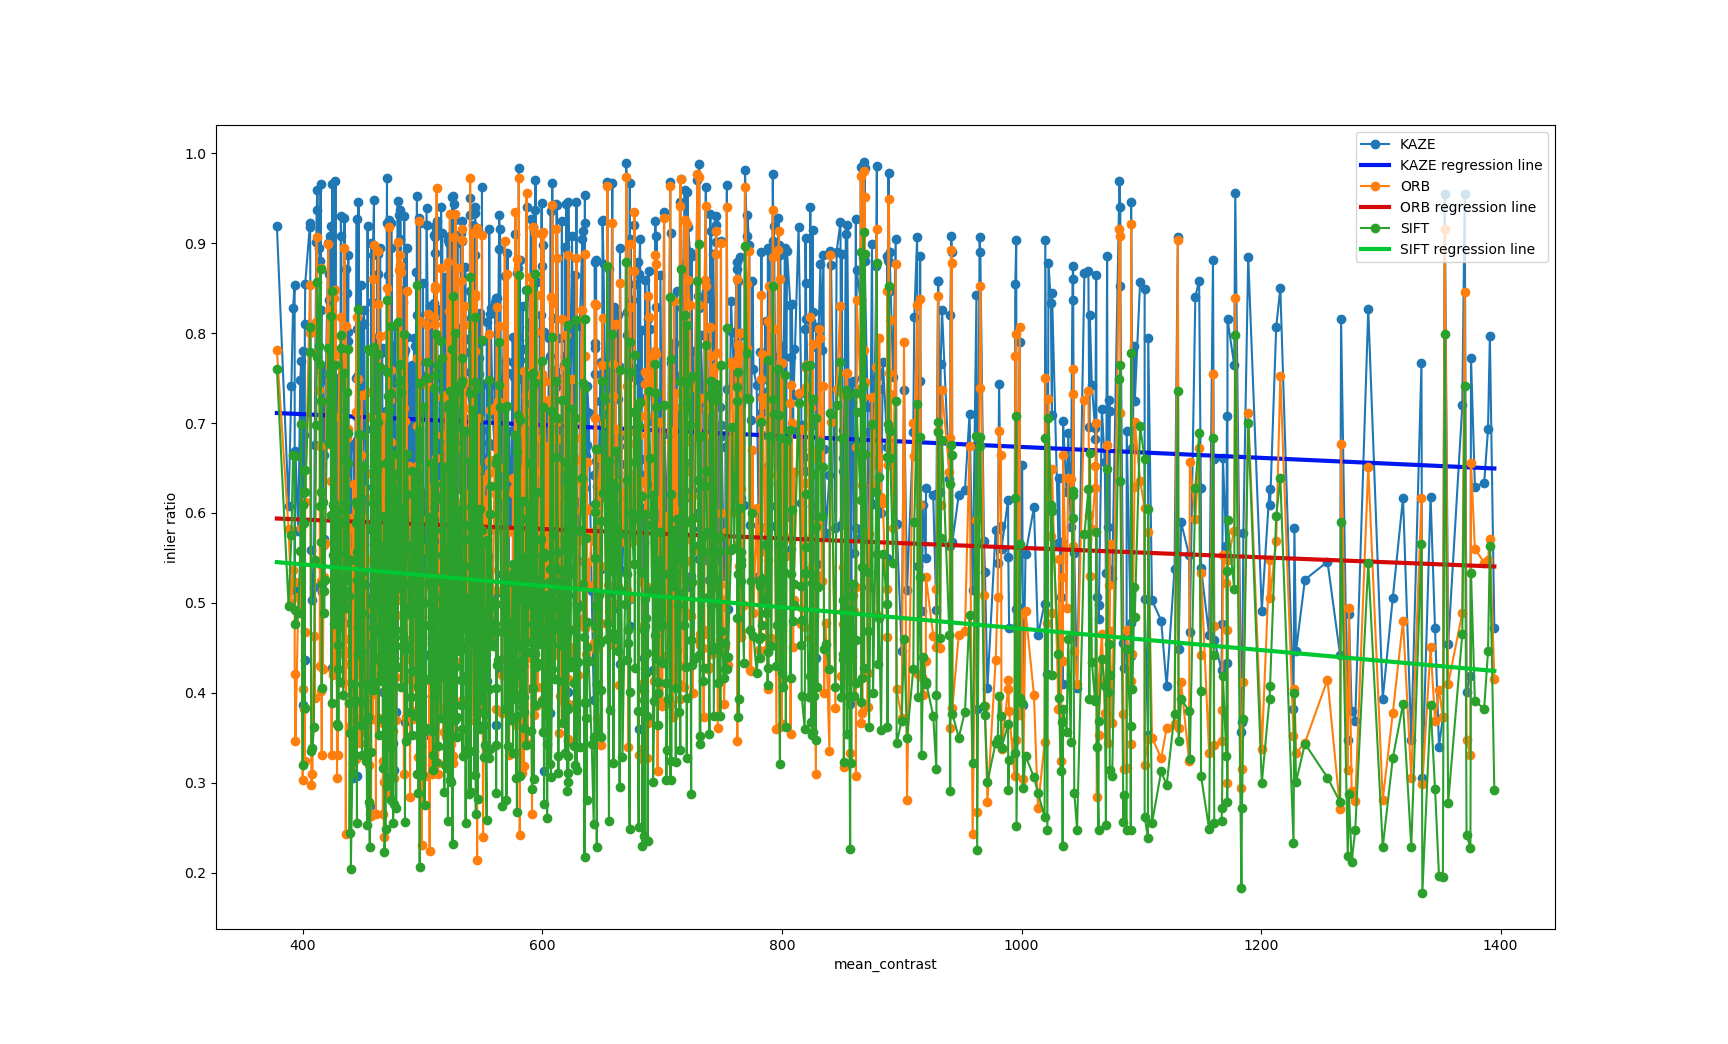 1.0
0.9
0.8
0.7
0.6
0.5
0.4
0.3
0.2
inlier ratio
400 600 800 1000 1200 1400
mean_contrast
KAZE
KAZE regression line
ORB
ORB regression line
SIFT
SIFT regression line